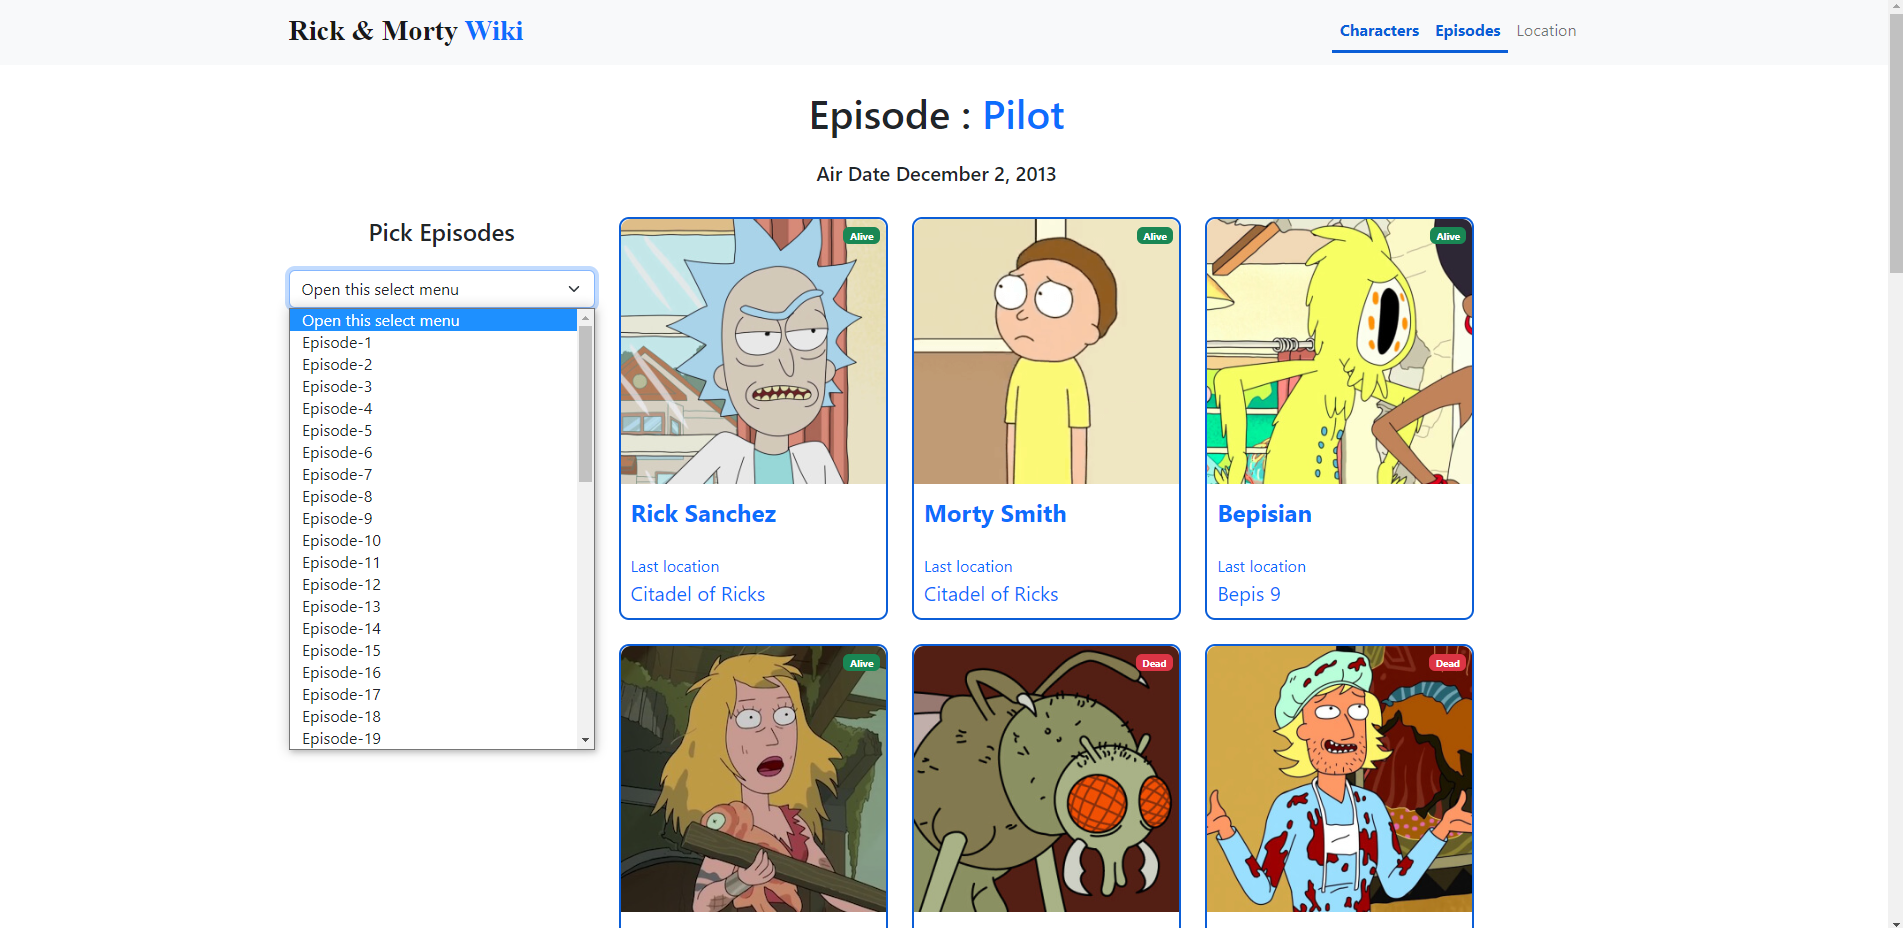 Rick & Morty Wiki
Characters Episodes Location
Episode : Pilot
Air Date December 2, 2013
Pick Episodes
Open this select menu
Open this select menu
Episode-1
Episode-2
Episode-3
Episode-4
Episode-5
Episode-6
Episode-7
Episode-8
Episode-9
Episode-10
Episode-11
Episode-12
Episode-13
Episode-14
Episode-15
Episode-16
Episode-17
Episode-18
Episode-19
Alive
Rick Sanchez
Last location
Citadel of Ricks
Alive
Morty Smith
Last location
Citadel of Ricks
Alive
Bepisian
Last location
Bepis 9
Alive
Dead
Dead